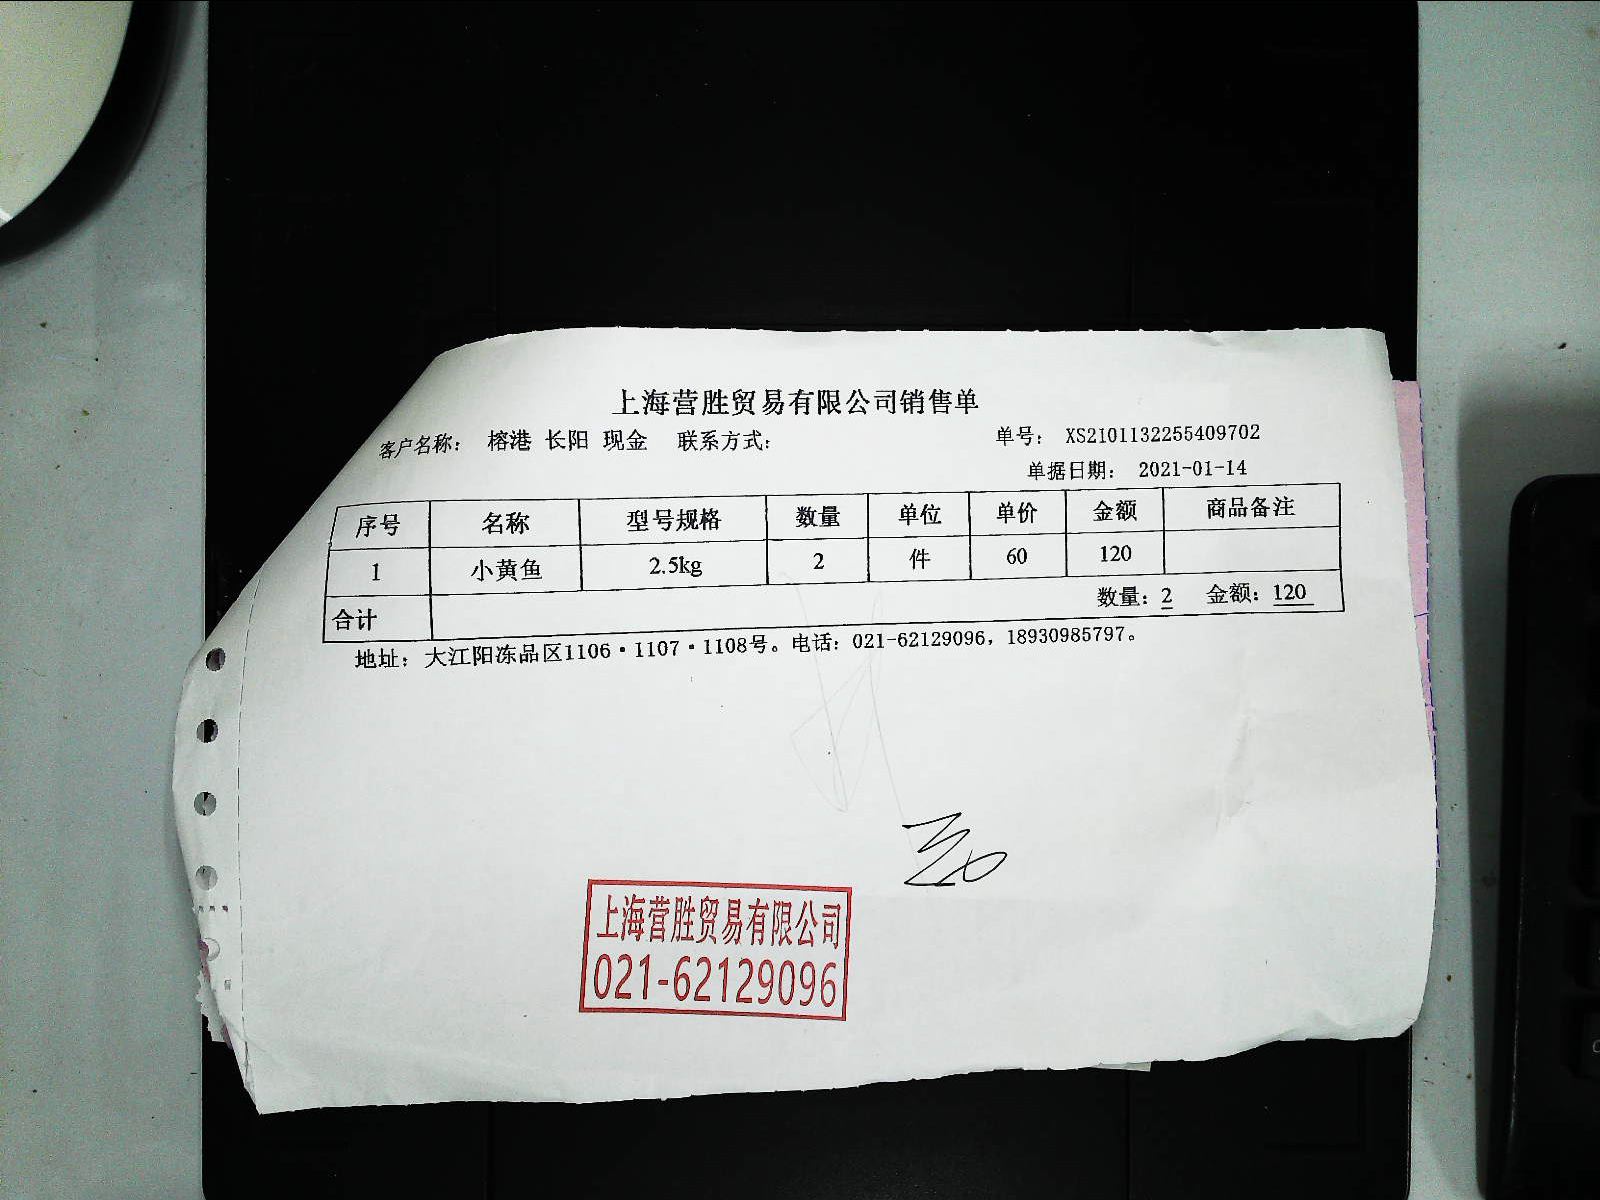 上海营胜贸易有限公司销售单
客户名称： 榕港 长阳 现金 联系方式： 单号： XS2101132255409702
单据日期： 2021-01-14
序号 名称 型号规格 数量 单位 单价 金额 商品备注
1 小黄鱼 2.5kg 2 件 60 120
合计 数量：2 金额：120
地址： 大江阳冻品区1106·1107·1108号。电话：021-62129096，18930985797。
上海营胜贸易有限公司
021-62129096